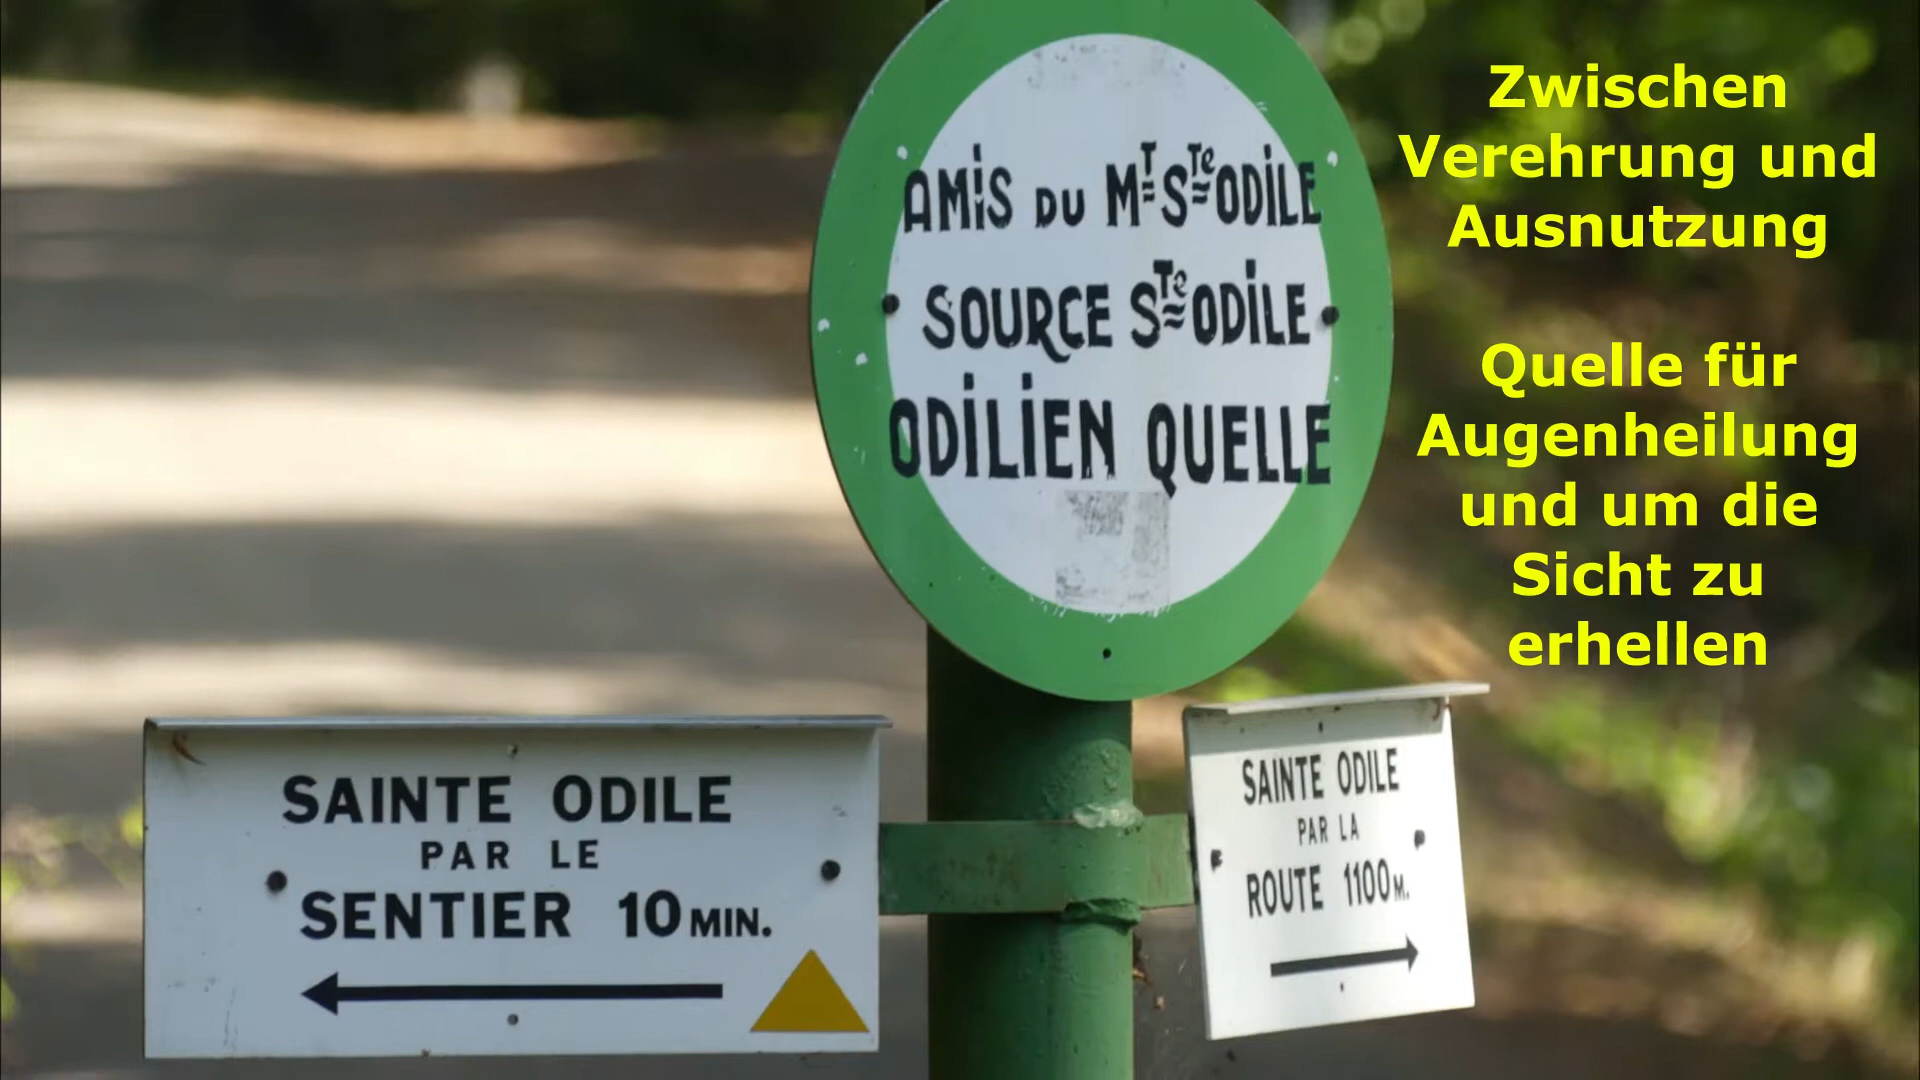 AMIS DU MT STE ODILE
SOURCE STE ODILE
ODILIEN QUELLE
SAINTE ODILE
PAR LE
SENTIER 10 MIN.
SAINTE ODILE
PAR LA
ROUTE 1100 M.
Zwischen
Verehrung und
Ausnutzung
Quelle für
Augenheilung
und um die
Sicht zu
erhellen